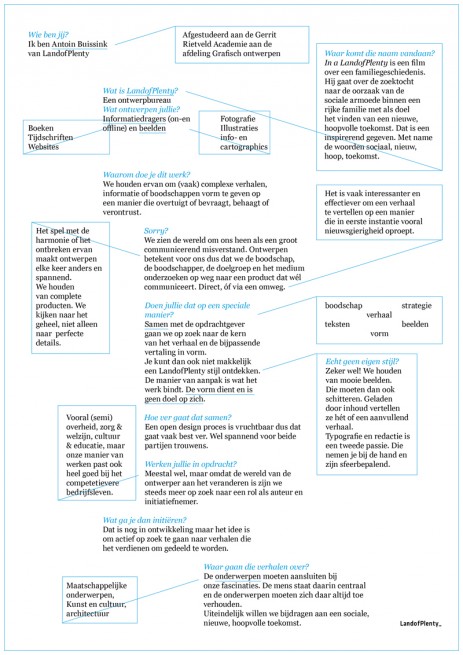 Wie ben jij?
Ik ben Antoin Buissink
van LandofPlenty
Afgestudeerd aan de Gerrit
Rietveld Academie aan de
afdeling Grafisch ontwerpen
Waar komt die naam vandaan?
In a LandofPlenty is een film
over een familiegeschiedenis.
Hij gaat over de zoektocht
naar de oorzaak van de
sociale armoede binnen een
rijke familie met als doel
het vinden van een nieuwe,
hoopvolle toekomst. Dat is een
inspirerend gegeven. Met name
de woorden sociaal, nieuw,
hoop, toekomst.
Wat is LandofPlenty?
Een ontwerpbureau
Wat ontwerpen jullie?
Informatiedragers (on-en
offline) en beelden
Boeken
Tijdschriften
Websites
Fotografie
Illustraties
info- en
cartographics
Waarom doe je dit werk?
We houden ervan om (vaak) complexe verhalen,
informatie of boodschappen vorm te geven op
een manier die overtuigt of bevraagt, behaagt of
verontrust.
Het is vaak interessanter en
effectiever om een verhaal
te vertellen op een manier
die in eerste instantie vooral
nieuwsgierigheid oproept.
Het spel met de
harmonie of het
ontbreken ervan
maakt ontwerpen
elke keer anders en
spannend.
We houden
van complete
producten. We
kijken naar het
geheel, niet alleen
naar perfecte
details.
Sorry?
We zien de wereld om ons heen als een groot
communicerend misverstand. Ontwerpen
betekent voor ons dus dat we de boodschap,
de boodschapper, de doelgroep en het medium
onderzoeken op weg naar een product dat wél
communiceert. Direct, óf via een omweg.
Doen jullie dat op een speciale
manier?
Samen met de opdrachtgever
gaan we op zoek naar de kern
van het verhaal en de bijpassende
vertaling in vorm.
Je kunt dan ook niet makkelijk
een LandofPlenty stijl ontdekken.
De manier van aanpak is wat het
werk bindt. De vorm dient en is
geen doel op zich.
boodschap strategie
verhaal
teksten beelden
vorm
Echt geen eigen stijl?
Zeker wel! We houden
van mooie beelden.
Die moeten dan ook
schitteren. Geladen
door inhoud vertellen
ze hét of een aanvullend
verhaal.
Typografie en redactie is
een tweede passie. Die
nemen je bij de hand en
zijn sfeerbepalend.
Vooral (semi)
overheid, zorg &
welzijn, cultuur
& educatie, maar
onze manier van
werken past ook
heel goed bij het
competetievere
bedrijfsleven.
Hoe ver gaat dat samen?
Een open design proces is vruchtbaar dus dat
gaat vaak best ver. Wel spannend voor beide
partijen trouwens.
Werken jullie in opdracht?
Meestal wel, maar omdat de wereld van de
ontwerper aan het veranderen is zijn we
steeds meer op zoek naar een rol als auteur en
initiatiefnemer.
Wat ga je dan initiëren?
Dat is nog in ontwikkeling maar het idee is
om actief op zoek te gaan naar verhalen die
het verdienen om gedeeld te worden.
Waar gaan die verhalen over?
De onderwerpen moeten aansluiten bij
onze fascinaties. De mens staat daarin centraal
en de onderwerpen moeten zich daar altijd toe
verhouden.
Uiteindelijk willen we bijdragen aan een sociale,
nieuwe, hoopvolle toekomst.
Maatschappelijke
onderwerpen,
Kunst en cultuur,
architectuur
LandofPlenty_